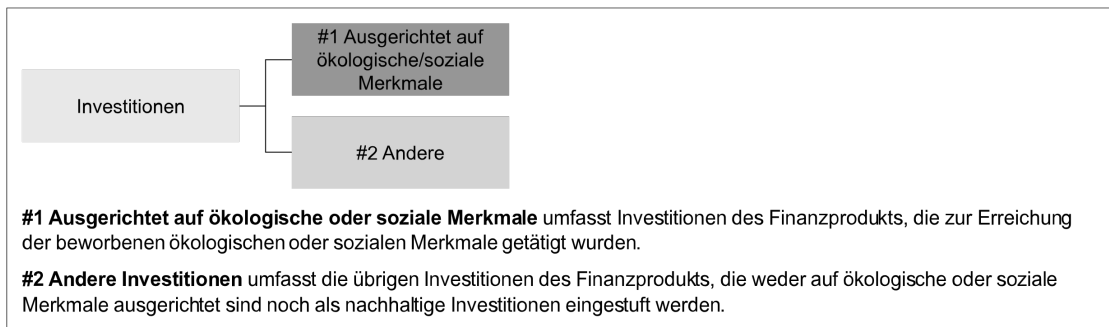 #1 Ausgerichtet auf
ökologische/soziale
Merkmale
Investitionen
#2 Andere
#1 Ausgerichtet auf ökologische oder soziale Merkmale umfasst Investitionen des Finanzprodukts, die zur Erreichung
der beworbenen ökologischen oder sozialen Merkmale getätigt wurden.
#2 Andere Investitionen umfasst die übrigen Investitionen des Finanzprodukts, die weder auf ökologische oder soziale
Merkmale ausgerichtet sind noch als nachhaltige Investitionen eingestuft werden.